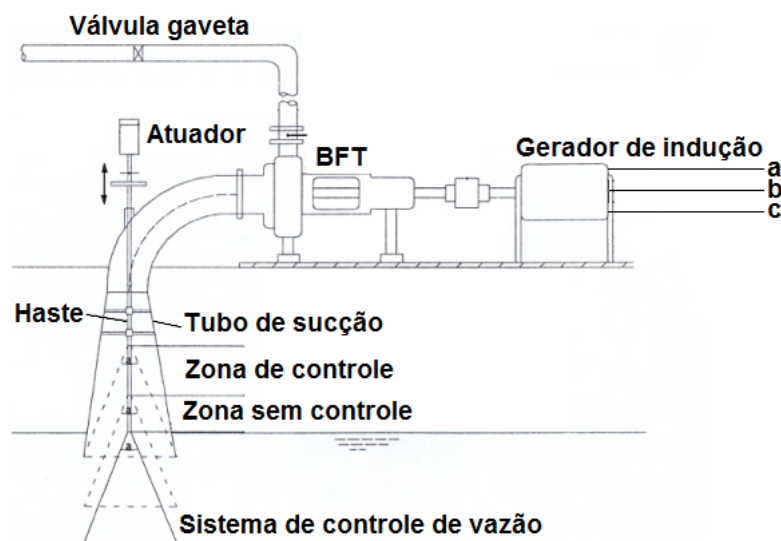 Válvula gaveta
Atuador
BFT
Gerador de indução
a
b
c
Haste
Tubo de sucção
a
Zona de controle
Zona sem controle
a
a
Sistema de controle de vazão